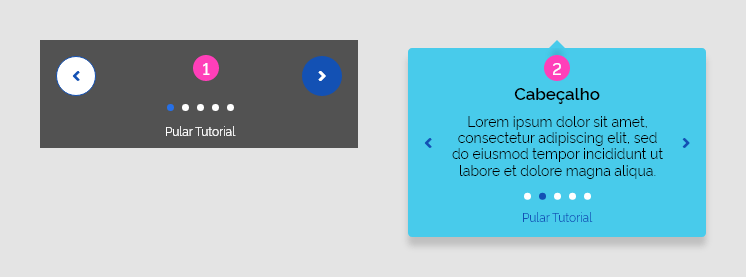 1
Pular Tutorial
2
Cabeçalho
Lorem ipsum dolor sit amet,
consectetur adipiscing elit, sed
do eiusmod tempor incididunt ut
labore et dolore magna aliqua.
Pular Tutorial